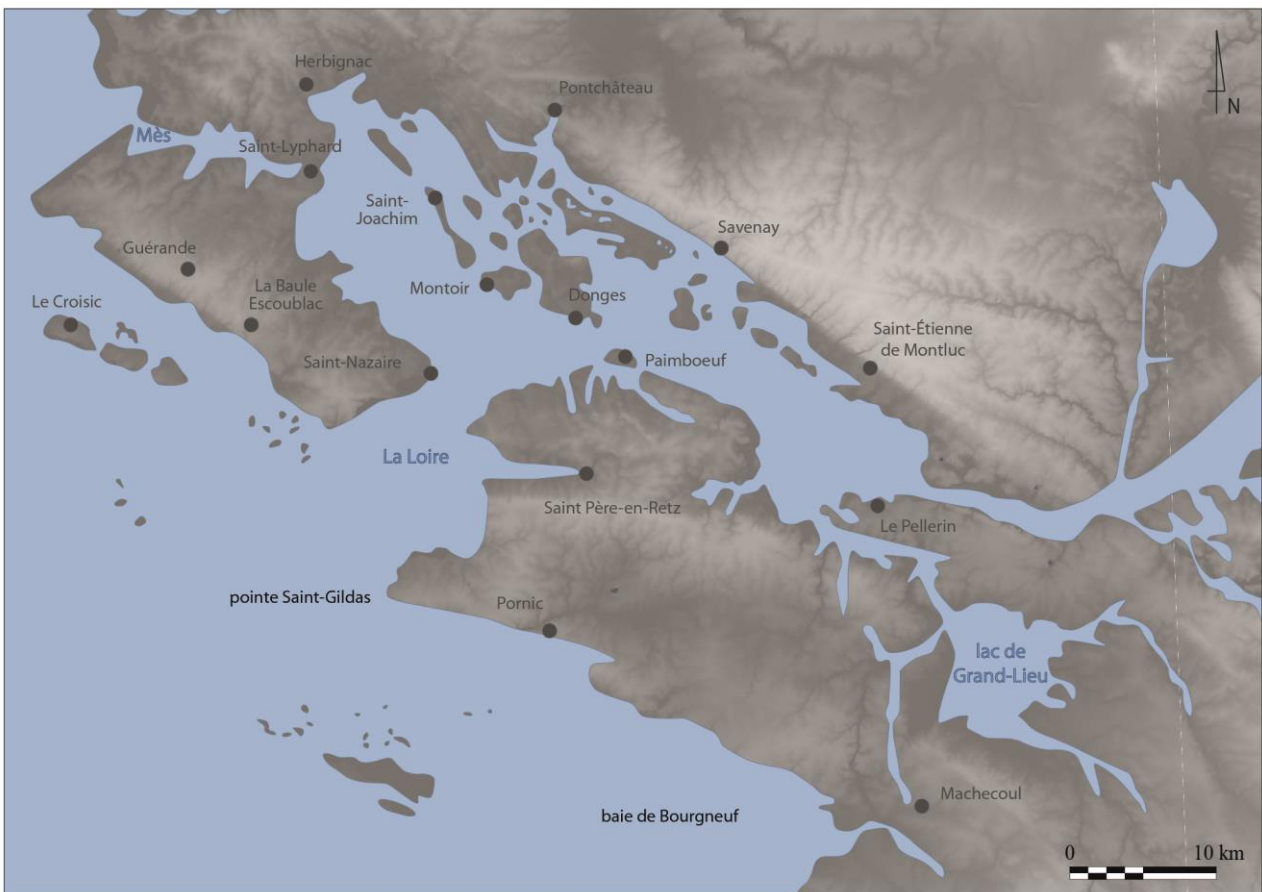 Herbignac
Pontchâteau
N
Mès
Saint-Lyphard
Saint-
Joachim
Savenay
Guérande
Le Croisic
La Baule
Escoublac
Montoir
Donges
Saint-Étienne
de Montluc
Saint-Nazaire
Paimboeuf
La Loire
Saint Père-en-Retz
Le Pellerin
pointe Saint-Gildas
Pornic
lac de
Grand-Lieu
Machecoul
baie de Bourgneuf
0 10 km